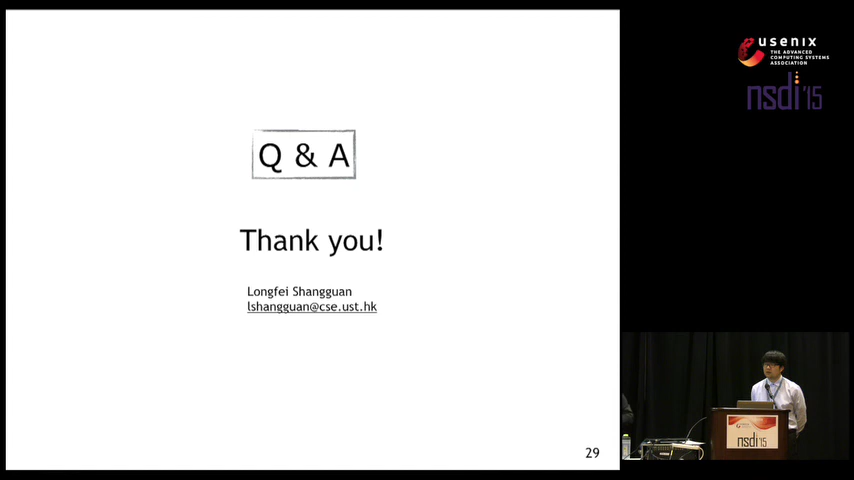 Q & A
Thank you!
Longfei Shangguan
lshangguan@cse.ust.hk
29
usenix
THE ADVANCED
COMPUTING SYSTEMS
ASSOCIATION
nsdi '15
nsdi '15